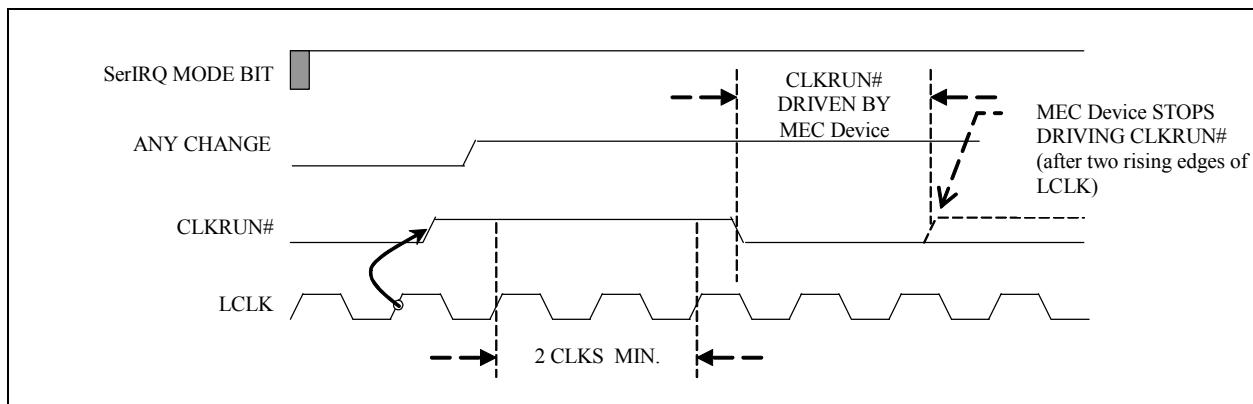 SerIRQ MODE BIT
CLKRUN#
DRIVEN BY
MEC Device
MEC Device STOPS
DRIVING CLKRUN#
(after two rising edges of
LCLK)
ANY CHANGE
CLKRUN#
LCLK
2 CLKS MIN.